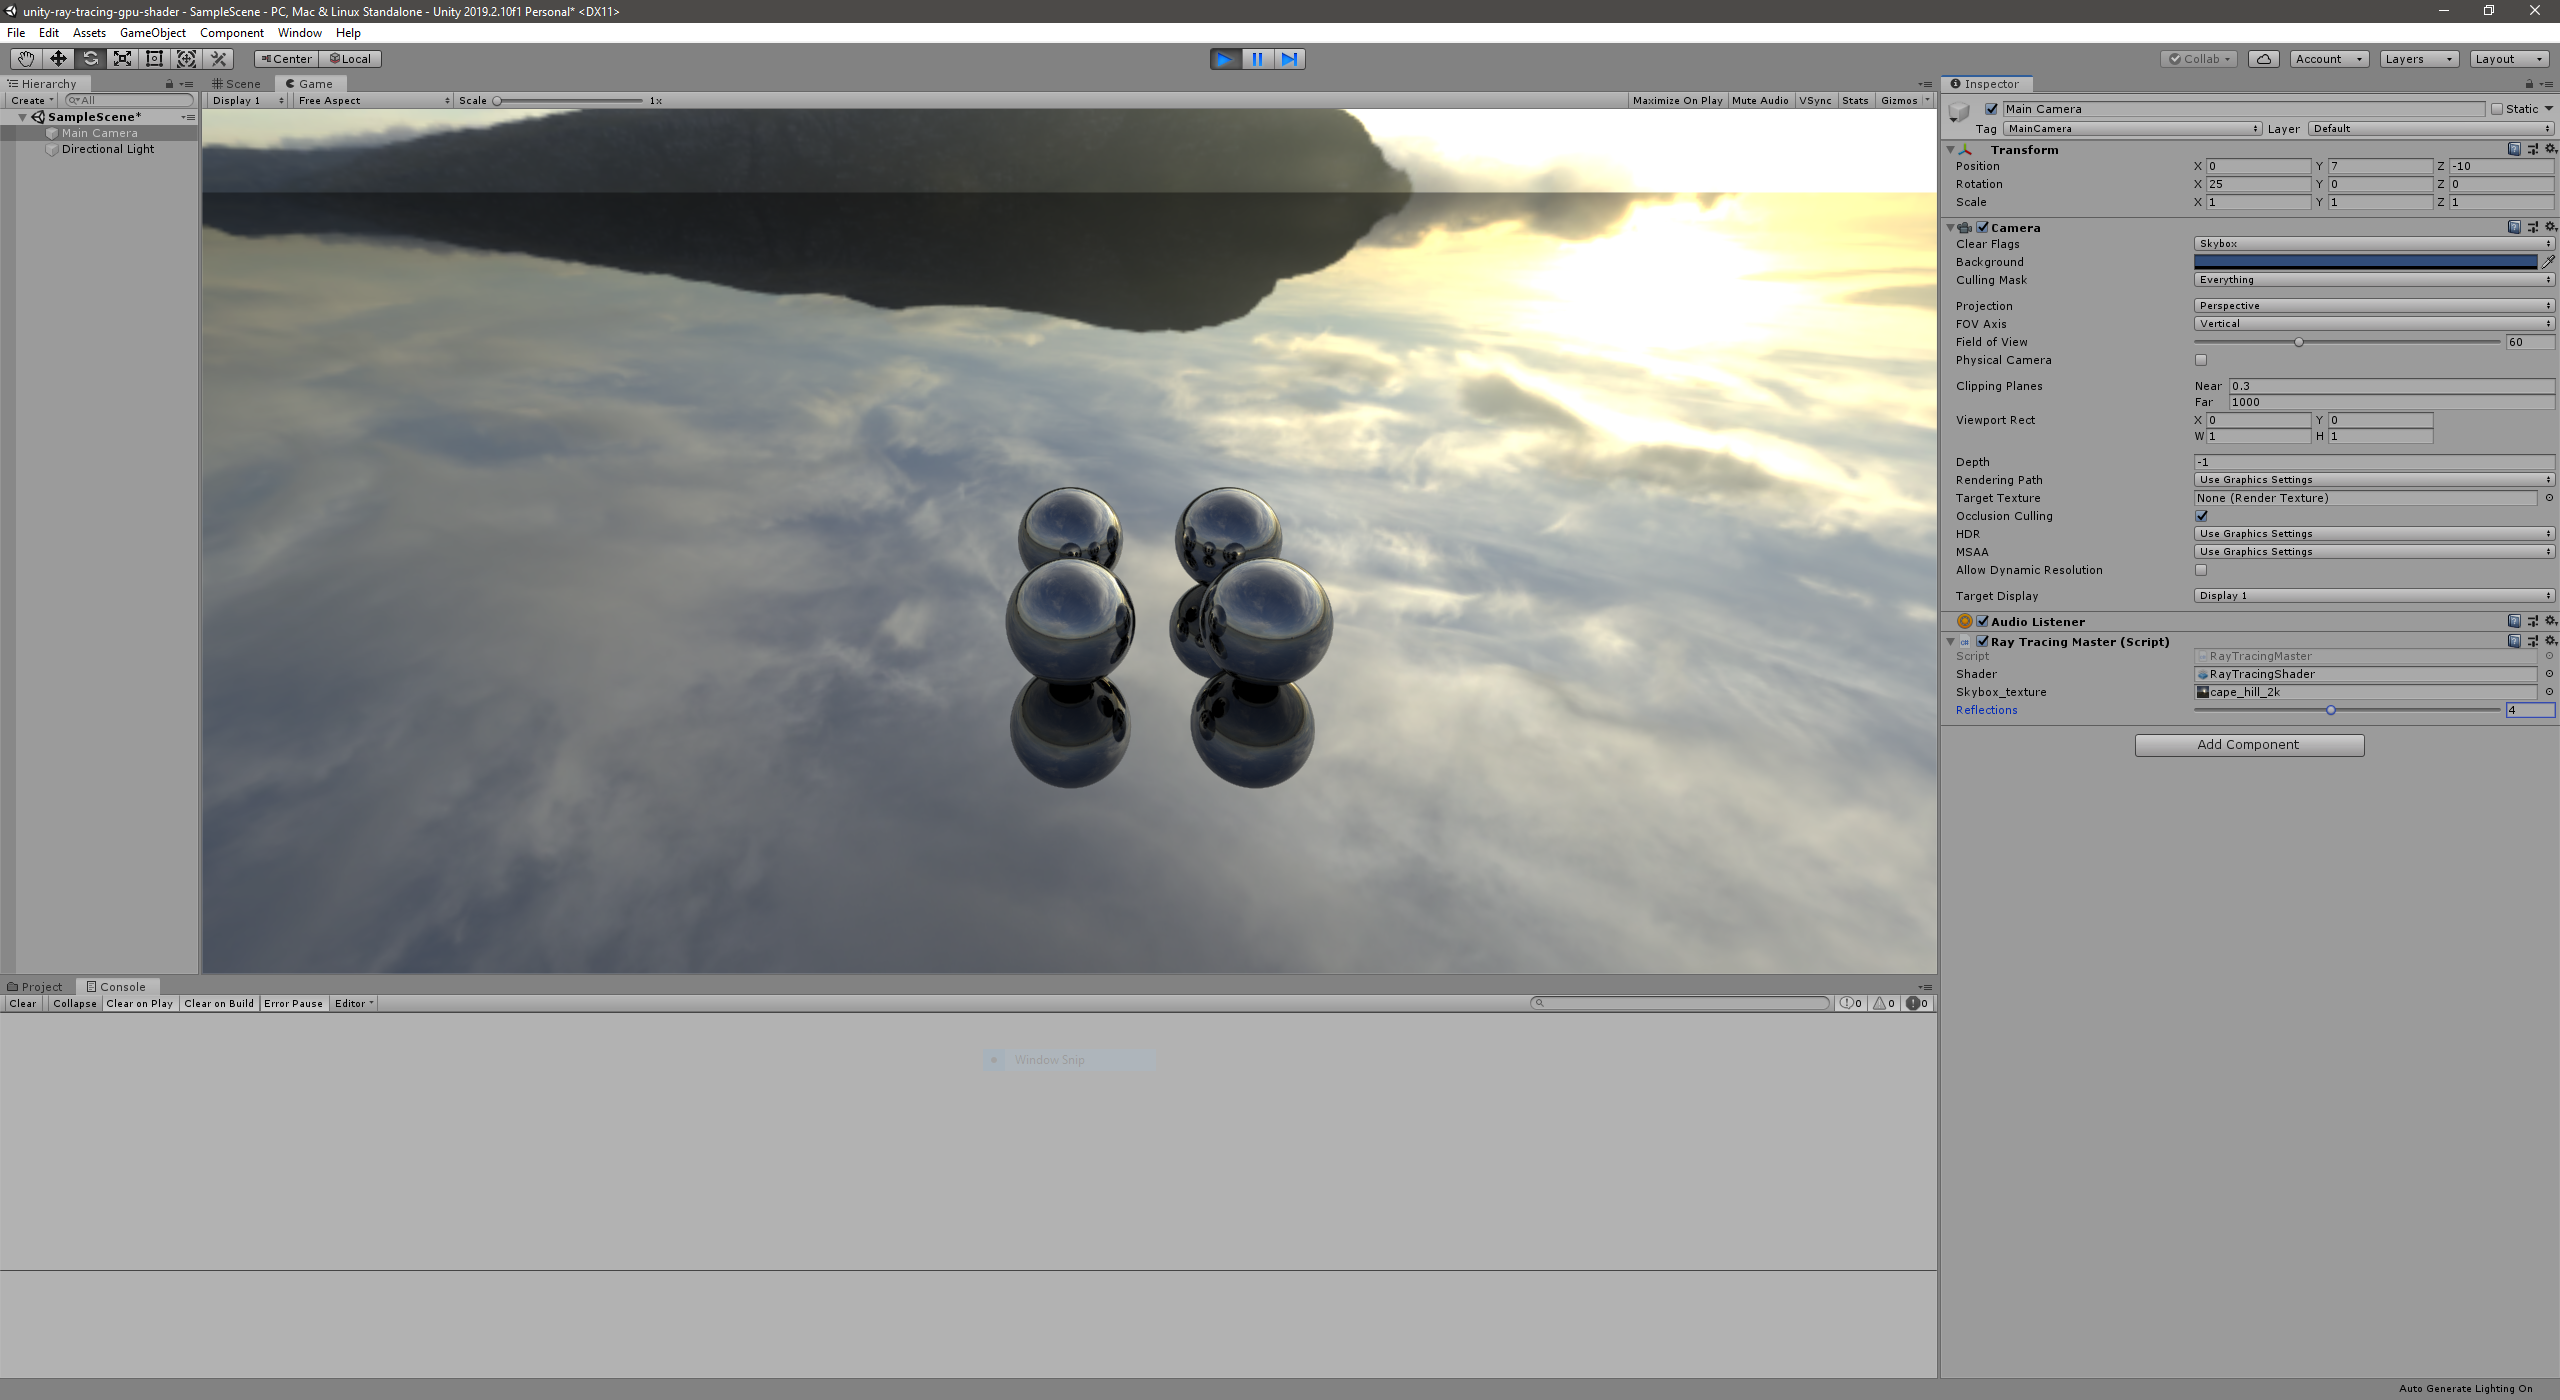 unity-ray-tracing-gpu-shader - SampleScene - PC, Mac & Linux Standalone - Unity 2019.2.10f1 Personal* <DX11>
File Edit Assets GameObject Component Window Help
Center Local Collab Account Layers Layout
Hierarchy
Create All
SampleScene*
Main Camera
Directional Light
Scene Game
Display 1 Free Aspect Scale 1x Maximize On Play Mute Audio VSync Stats Gizmos
Inspector
Main Camera Static
Tag MainCamera Layer Default
Transform
Position X 0 Y 7 Z -10
Rotation X 25 Y 0 Z 0
Scale X 1 Y 1 Z 1
Camera
Clear Flags Skybox
Background
Culling Mask Everything
Projection Perspective
FOV Axis Vertical
Field of View 60
Physical Camera
Clipping Planes Near 0.3
Far 1000
Viewport Rect X 0 Y 0
W 1 H 1
Depth -1
Rendering Path Use Graphics Settings
Target Texture None (Render Texture)
Occlusion Culling
HDR Use Graphics Settings
MSAA Use Graphics Settings
Allow Dynamic Resolution
Target Display Display 1
Audio Listener
Ray Tracing Master (Script)
Script RayTracingMaster
Shader RayTracingShader
Skybox_texture cape_hill_2k
Reflections 4
Add Component
Project Console
Clear Collapse Clear on Play Clear on Build Error Pause Editor 0 0 0
Window Snip
Auto Generate Lighting On